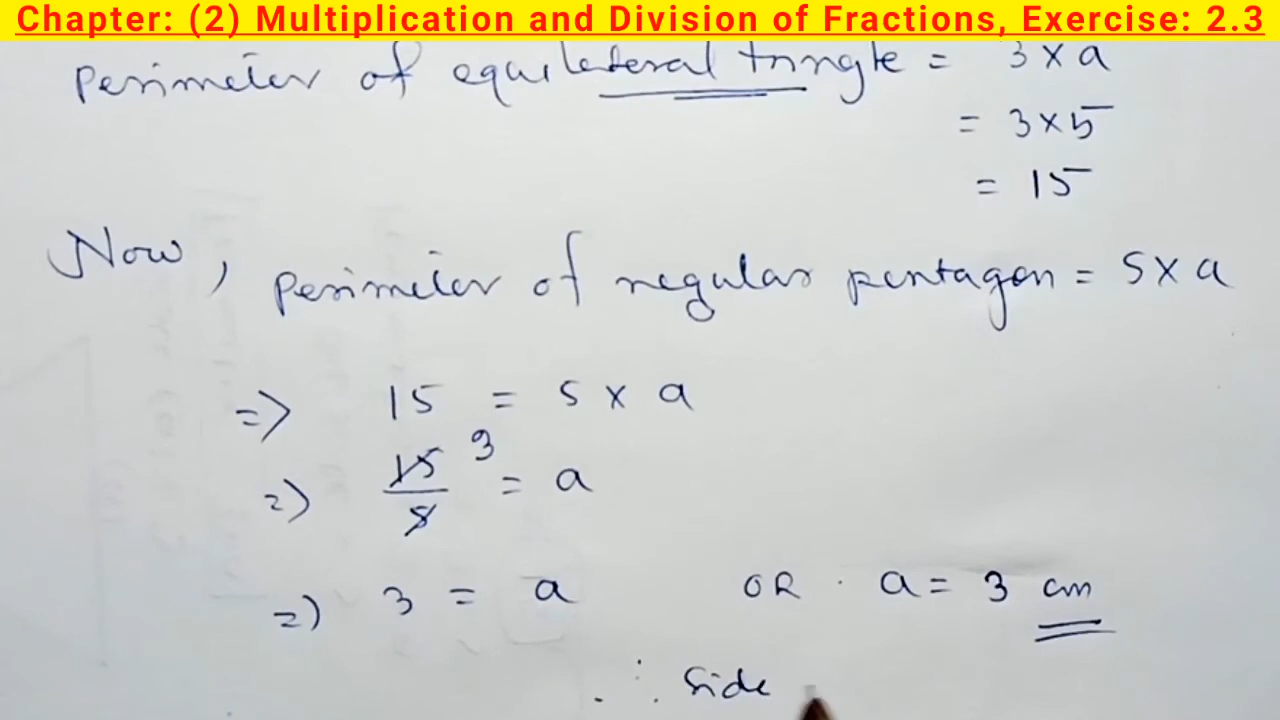 Chapter: (2) Multiplication and Division of Fractions, Exercise: 2.3
Perimeter of equilateral tringle = 3 × a
= 3 × 5
= 15
Now, perimeter of regular pentagon = 5 × a
=> 15 = 5 × a
=> 15/5 3 = a
=> 3 = a OR a = 3 cm
∴ Side